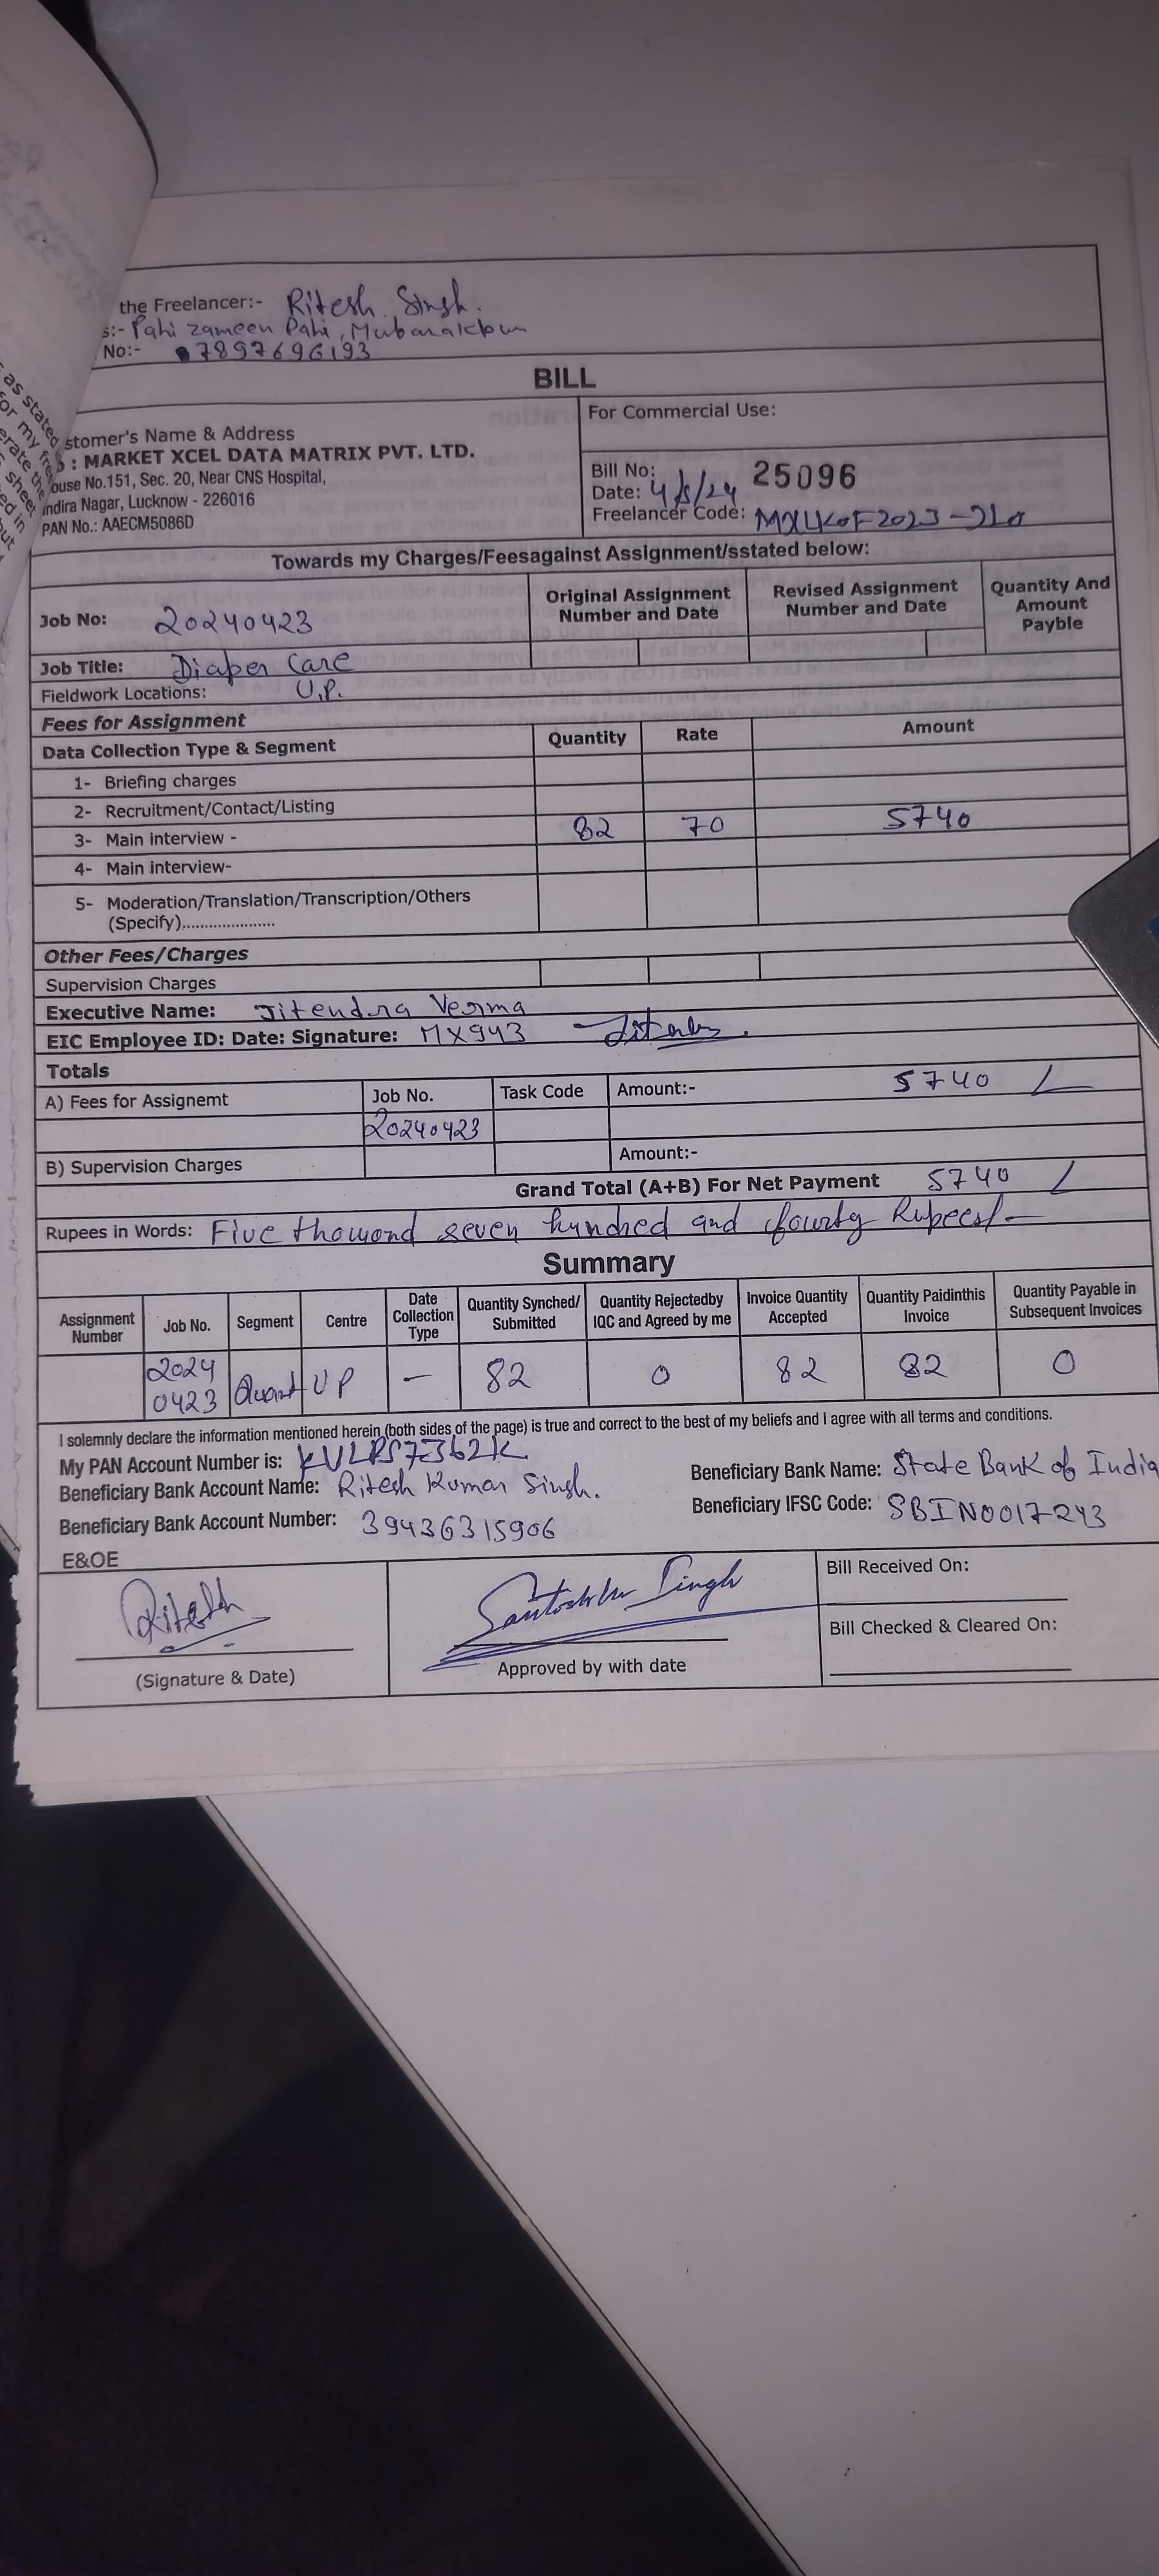 the Freelancer:- Ritesh Singh.
s:- Pahi zameen Pahi, Mubarakpur
No:- 7897696193
BILL
stomer's Name & Address
: MARKET XCEL DATA MATRIX PVT. LTD.
ouse No.151, Sec. 20, Near CNS Hospital,
Indira Nagar, Lucknow - 226016
PAN No.: AAECM5086D
For Commercial Use:
Bill No: 25096
Date: 4/5/24
Freelancer Code:
Towards my Charges/Feesagainst Assignment/sstated below:
Job No: 20240423
Original Assignment Number and Date
Revised Assignment Number and Date
Quantity And Amount Payble
Job Title: Diaper Care
Fieldwork Locations: U.P.
Fees for Assignment
Data Collection Type & Segment Quantity Rate Amount
1- Briefing charges
2- Recruitment/Contact/Listing
3- Main interview - 82 70 5740
4- Main interview-
5- Moderation/Translation/Transcription/Others
(Specify).....................
Other Fees/Charges
Supervision Charges
Executive Name: Jitendra Verma
EIC Employee ID: Date: Signature: MX943
Totals
A) Fees for Assignemt Job No. Task Code Amount:- 5740
20240423
B) Supervision Charges Amount:-
Grand Total (A+B) For Net Payment 5740
Rupees in Words: Five thousand seven hundred and fourty Rupees/-
Summary
Assignment Number Job No. Segment Centre Date Collection Type Quantity Synched/ Submitted Quantity Rejectedby IQC and Agreed by me Invoice Quantity Accepted Quantity Paidinthis Invoice Quantity Payable in Subsequent Invoices
2024 0423 Quant UP - 82 0 82 82 0
I solemnly declare the information mentioned herein (both sides of the page) is true and correct to the best of my beliefs and I agree with all terms and conditions.
My PAN Account Number is: KVLPS7362K
Beneficiary Bank Account Name: Ritesh Kumar Singh.
Beneficiary Bank Name: State Bank of India
Beneficiary Bank Account Number: 39436315906
Beneficiary IFSC Code: SBIN0017243
E&OE
Ritesh
(Signature & Date)
Santosh Singh
Approved by with date
Bill Received On:
Bill Checked & Cleared On: